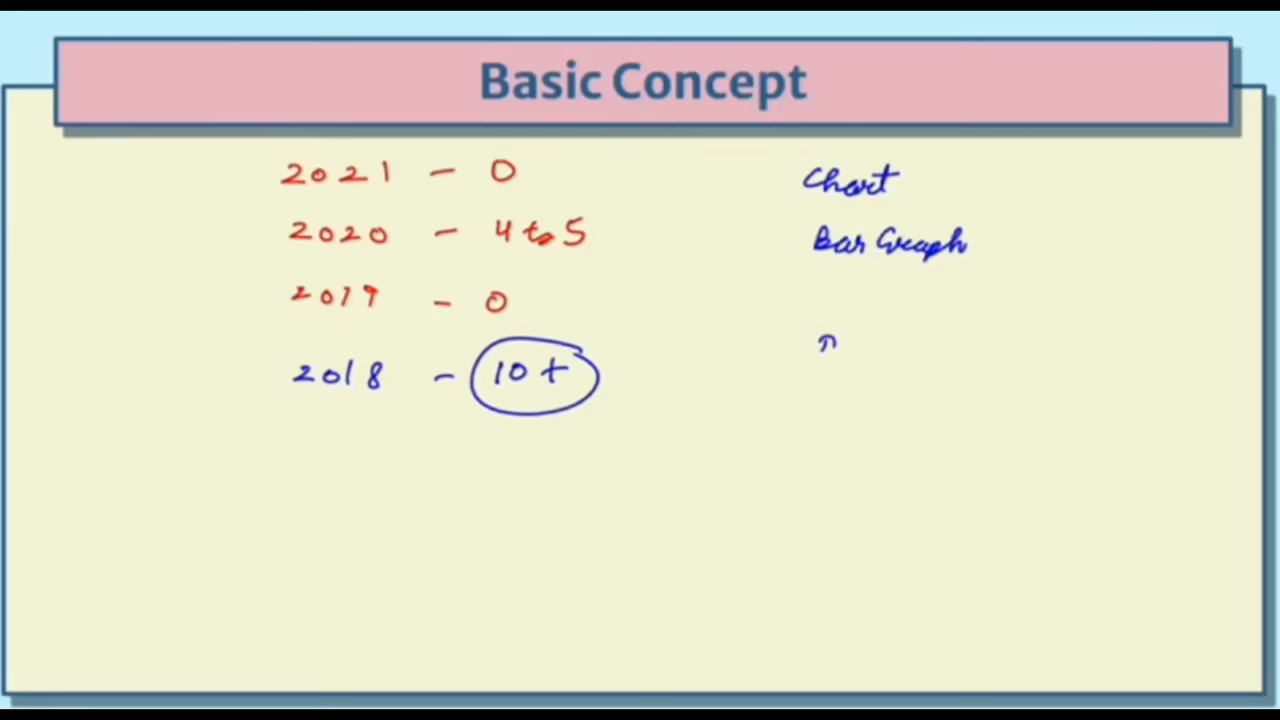 Basic Concept
2021 - 0
2020 - 4 to 5
2019 - 0
2018 - 10 +
Chart
Bar Graph